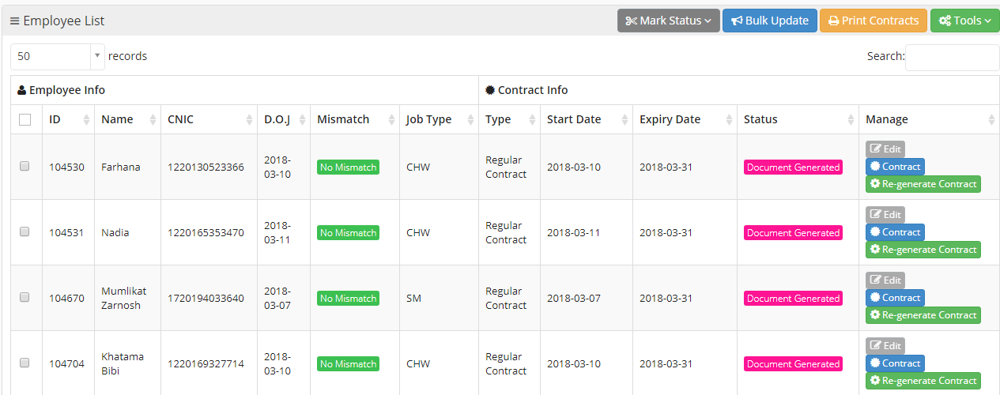 Employee List
Mark Status
Bulk Update
Print Contracts
Tools
50 records
Search:
Employee Info Contract Info
ID Name CNIC D.O.J Mismatch Job Type Type Start Date Expiry Date Status Manage
104530 Farhana 1220130523366 2018-03-10 No Mismatch CHW Regular Contract 2018-03-10 2018-03-31 Document Generated
Edit
Contract
Re-generate Contract
104531 Nadia 1220165353470 2018-03-11 No Mismatch CHW Regular Contract 2018-03-11 2018-03-31 Document Generated
Edit
Contract
Re-generate Contract
104670 Mumlikat Zarnosh 1720194033640 2018-03-07 No Mismatch SM Regular Contract 2018-03-07 2018-03-31 Document Generated
Edit
Contract
Re-generate Contract
104704 Khatama Bibi 1220169327714 2018-03-10 No Mismatch CHW Regular Contract 2018-03-10 2018-03-31 Document Generated
Edit
Contract
Re-generate Contract